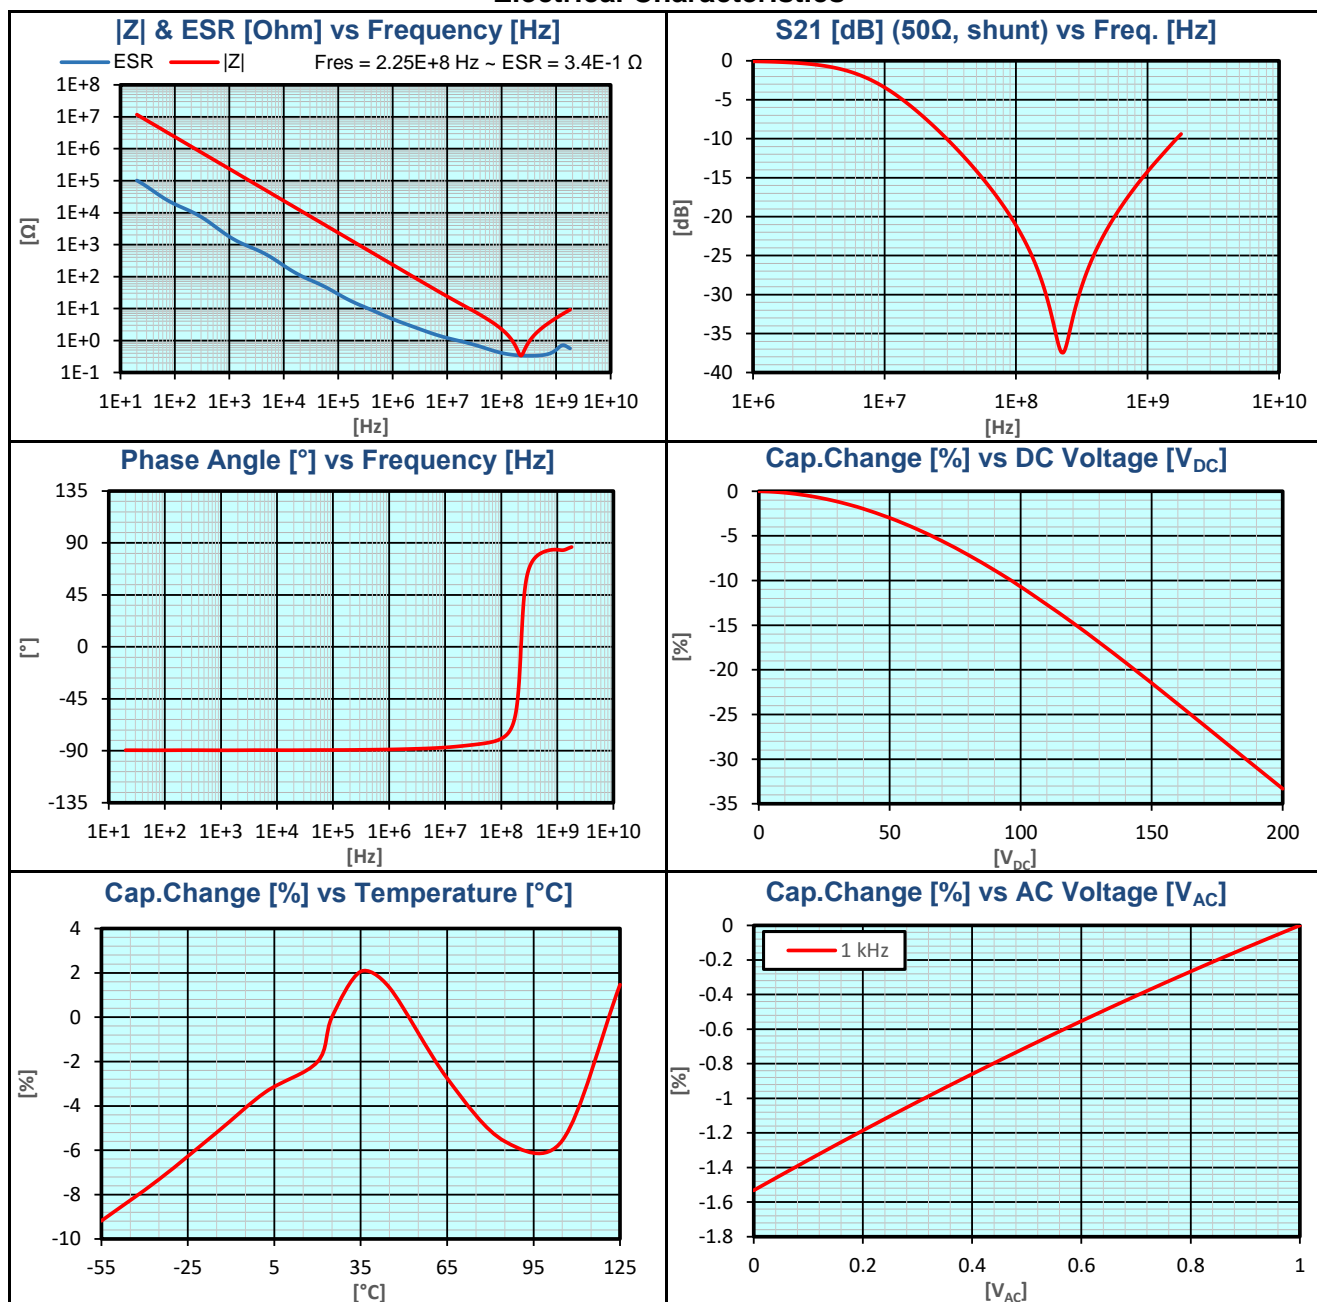 Electrical Characteristics
|Z| & ESR [Ohm] vs Frequency [Hz]
ESR
|Z|
Fres = 2.25E+8 Hz ~ ESR = 3.4E-1 Ω
1E+8
1E+7
1E+6
1E+5
1E+4
1E+3
1E+2
1E+1
1E+0
1E-1
[Ω]
1E+1 1E+2 1E+3 1E+4 1E+5 1E+6 1E+7 1E+8 1E+9 1E+10
[Hz]
S21 [dB] (50Ω, shunt) vs Freq. [Hz]
0
-5
-10
-15
-20
-25
-30
-35
-40
[dB]
1E+6 1E+7 1E+8 1E+9 1E+10
[Hz]
Phase Angle [°] vs Frequency [Hz]
135
90
45
0
-45
-90
-135
[°]
1E+1 1E+2 1E+3 1E+4 1E+5 1E+6 1E+7 1E+8 1E+9 1E+10
[Hz]
Cap.Change [%] vs DC Voltage [VDC]
0
-5
-10
-15
-20
-25
-30
-35
[%]
0 50 100 150 200
[VDC]
Cap.Change [%] vs Temperature [°C]
4
2
0
-2
-4
-6
-8
-10
[%]
-55 -25 5 35 65 95 125
[°C]
Cap.Change [%] vs AC Voltage [VAC]
1 kHz
0
-0.2
-0.4
-0.6
-0.8
-1
-1.2
-1.4
-1.6
-1.8
[%]
0 0.2 0.4 0.6 0.8 1
[VAC]